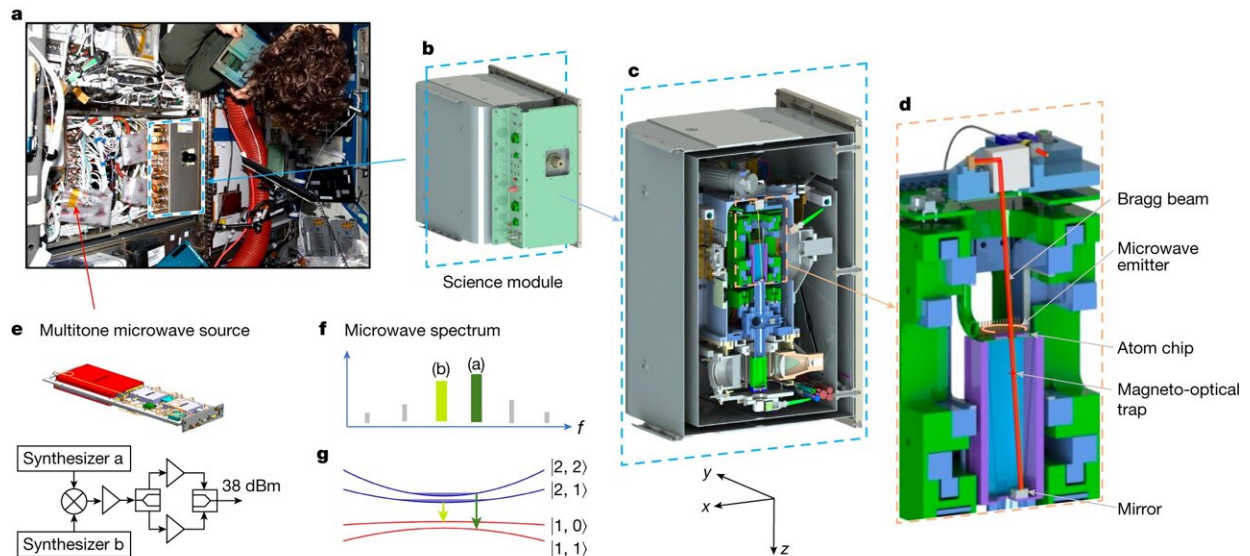 a
b
c
d
Science module
Bragg beam
Microwave
emitter
Atom chip
Magneto-optical
trap
Mirror
e Multitone microwave source
Synthesizer a
Synthesizer b
38 dBm
f Microwave spectrum
(b)
(a)
f
g
|2, 2⟩
|2, 1⟩
|1, 0⟩
|1, 1⟩
y
x
z